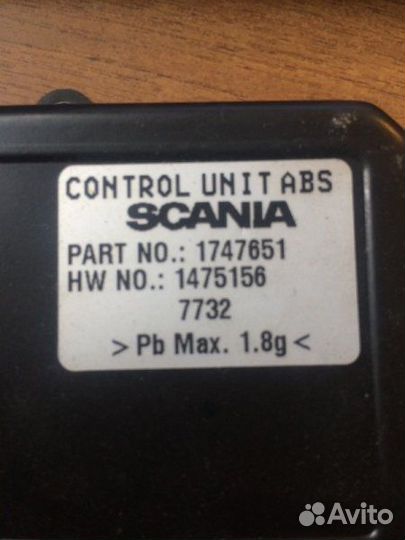 CONTROL UNIT ABS
SCANIA
PART NO.: 1747651
HW NO.: 1475156
7732
> Pb Max. 1.8g <
Avito